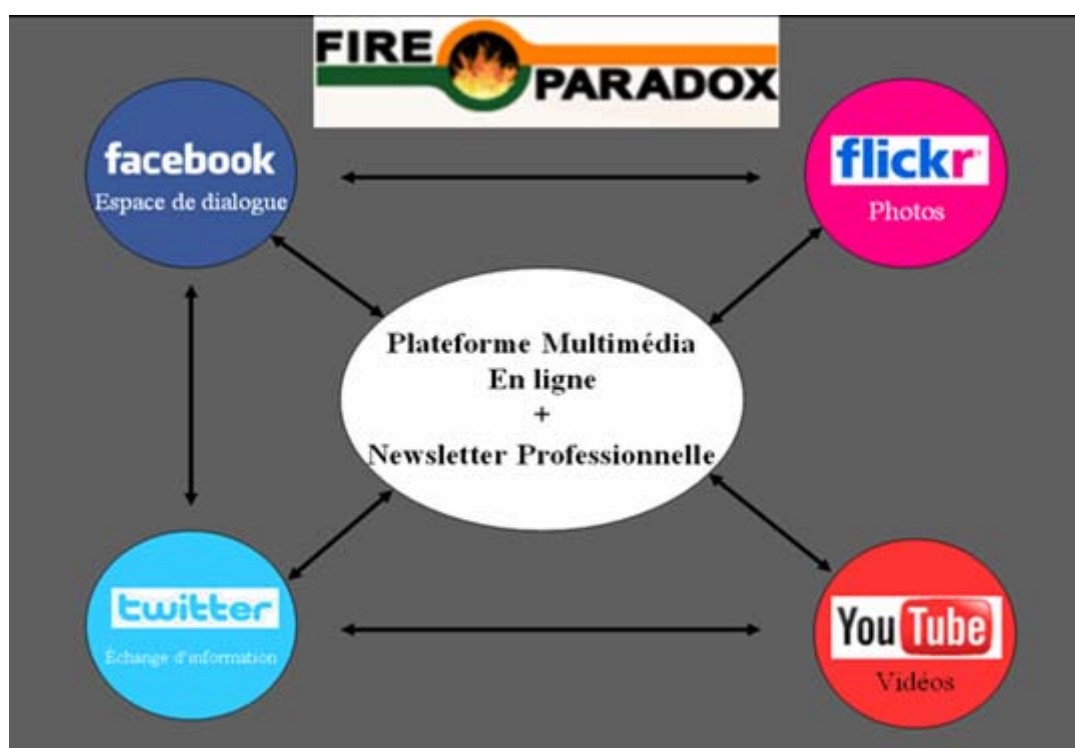 FIRE
PARADOX
facebook
Espace de dialogue
flickr
Photos
Plateforme Multimédia
En ligne
+
Newsletter Professionnelle
twitter
Échange d'information
You Tube
Vidéos